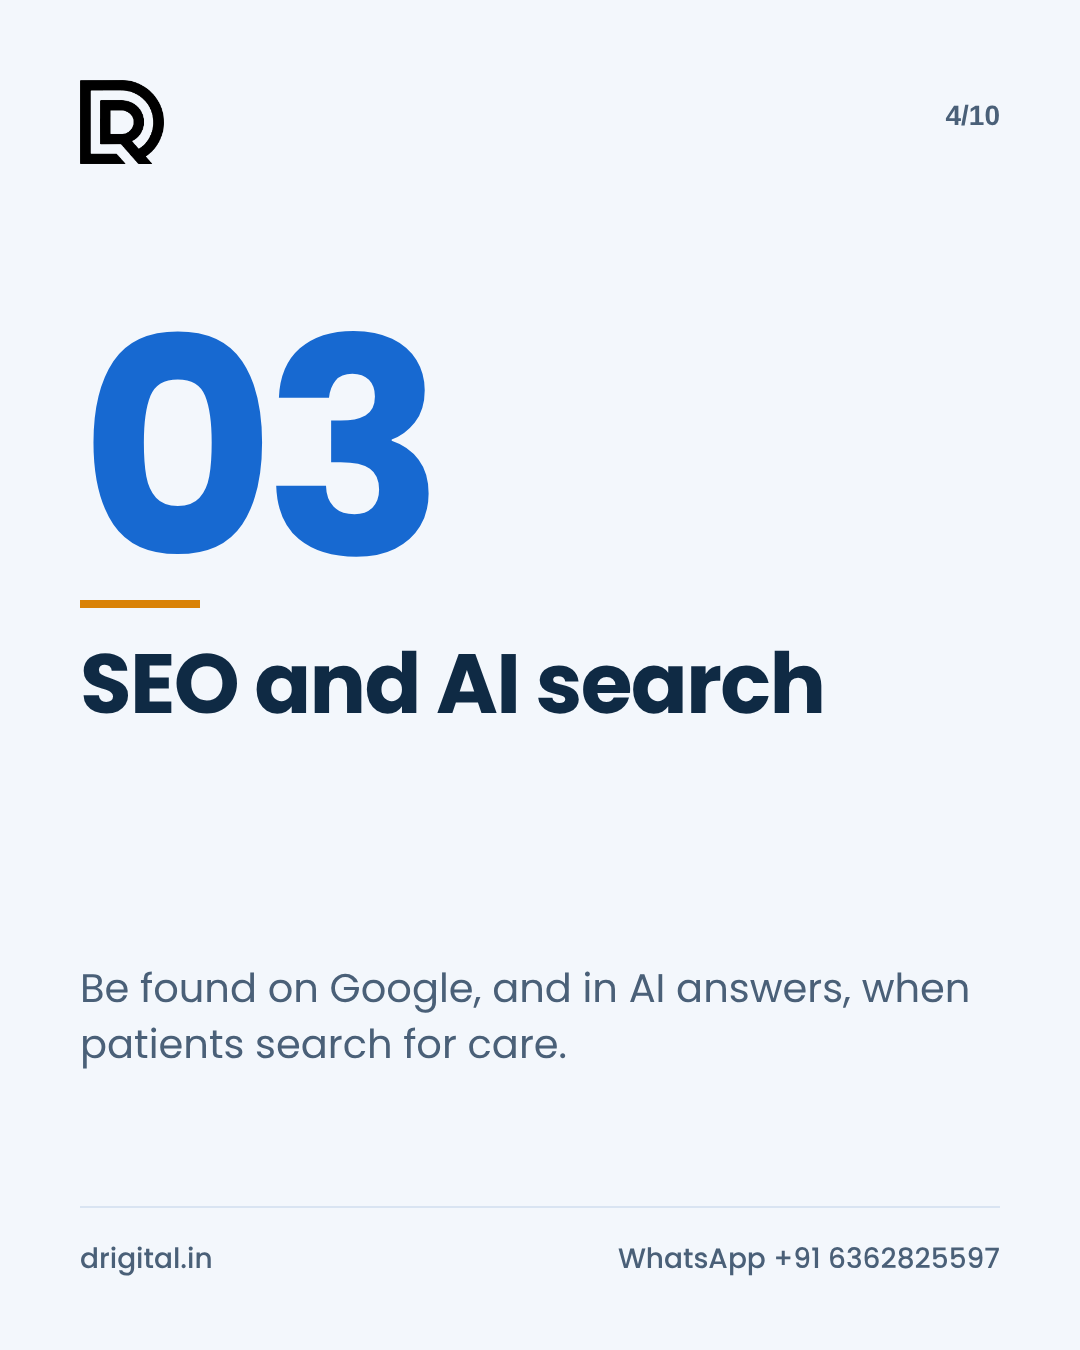 4/10
03
SEO and AI search
Be found on Google, and in AI answers, when
patients search for care.
drigital.in
WhatsApp +91 6362825597